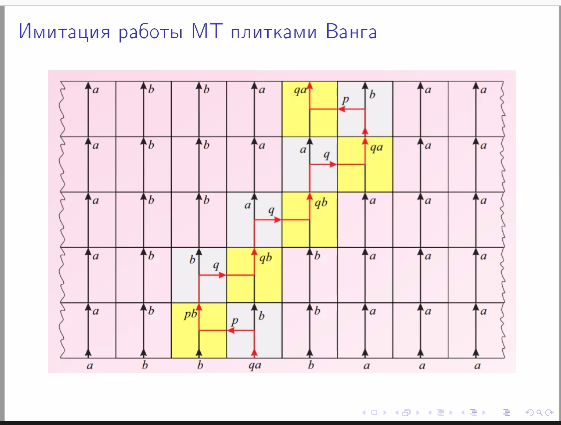 Имитация работы МТ плитками Ванга
a b b a qa p b a a
a b b a a q qa a a
a b b a q qb a a a
a b b q qb b a a a
a b pb p b b a a a
a b b qa b a a a